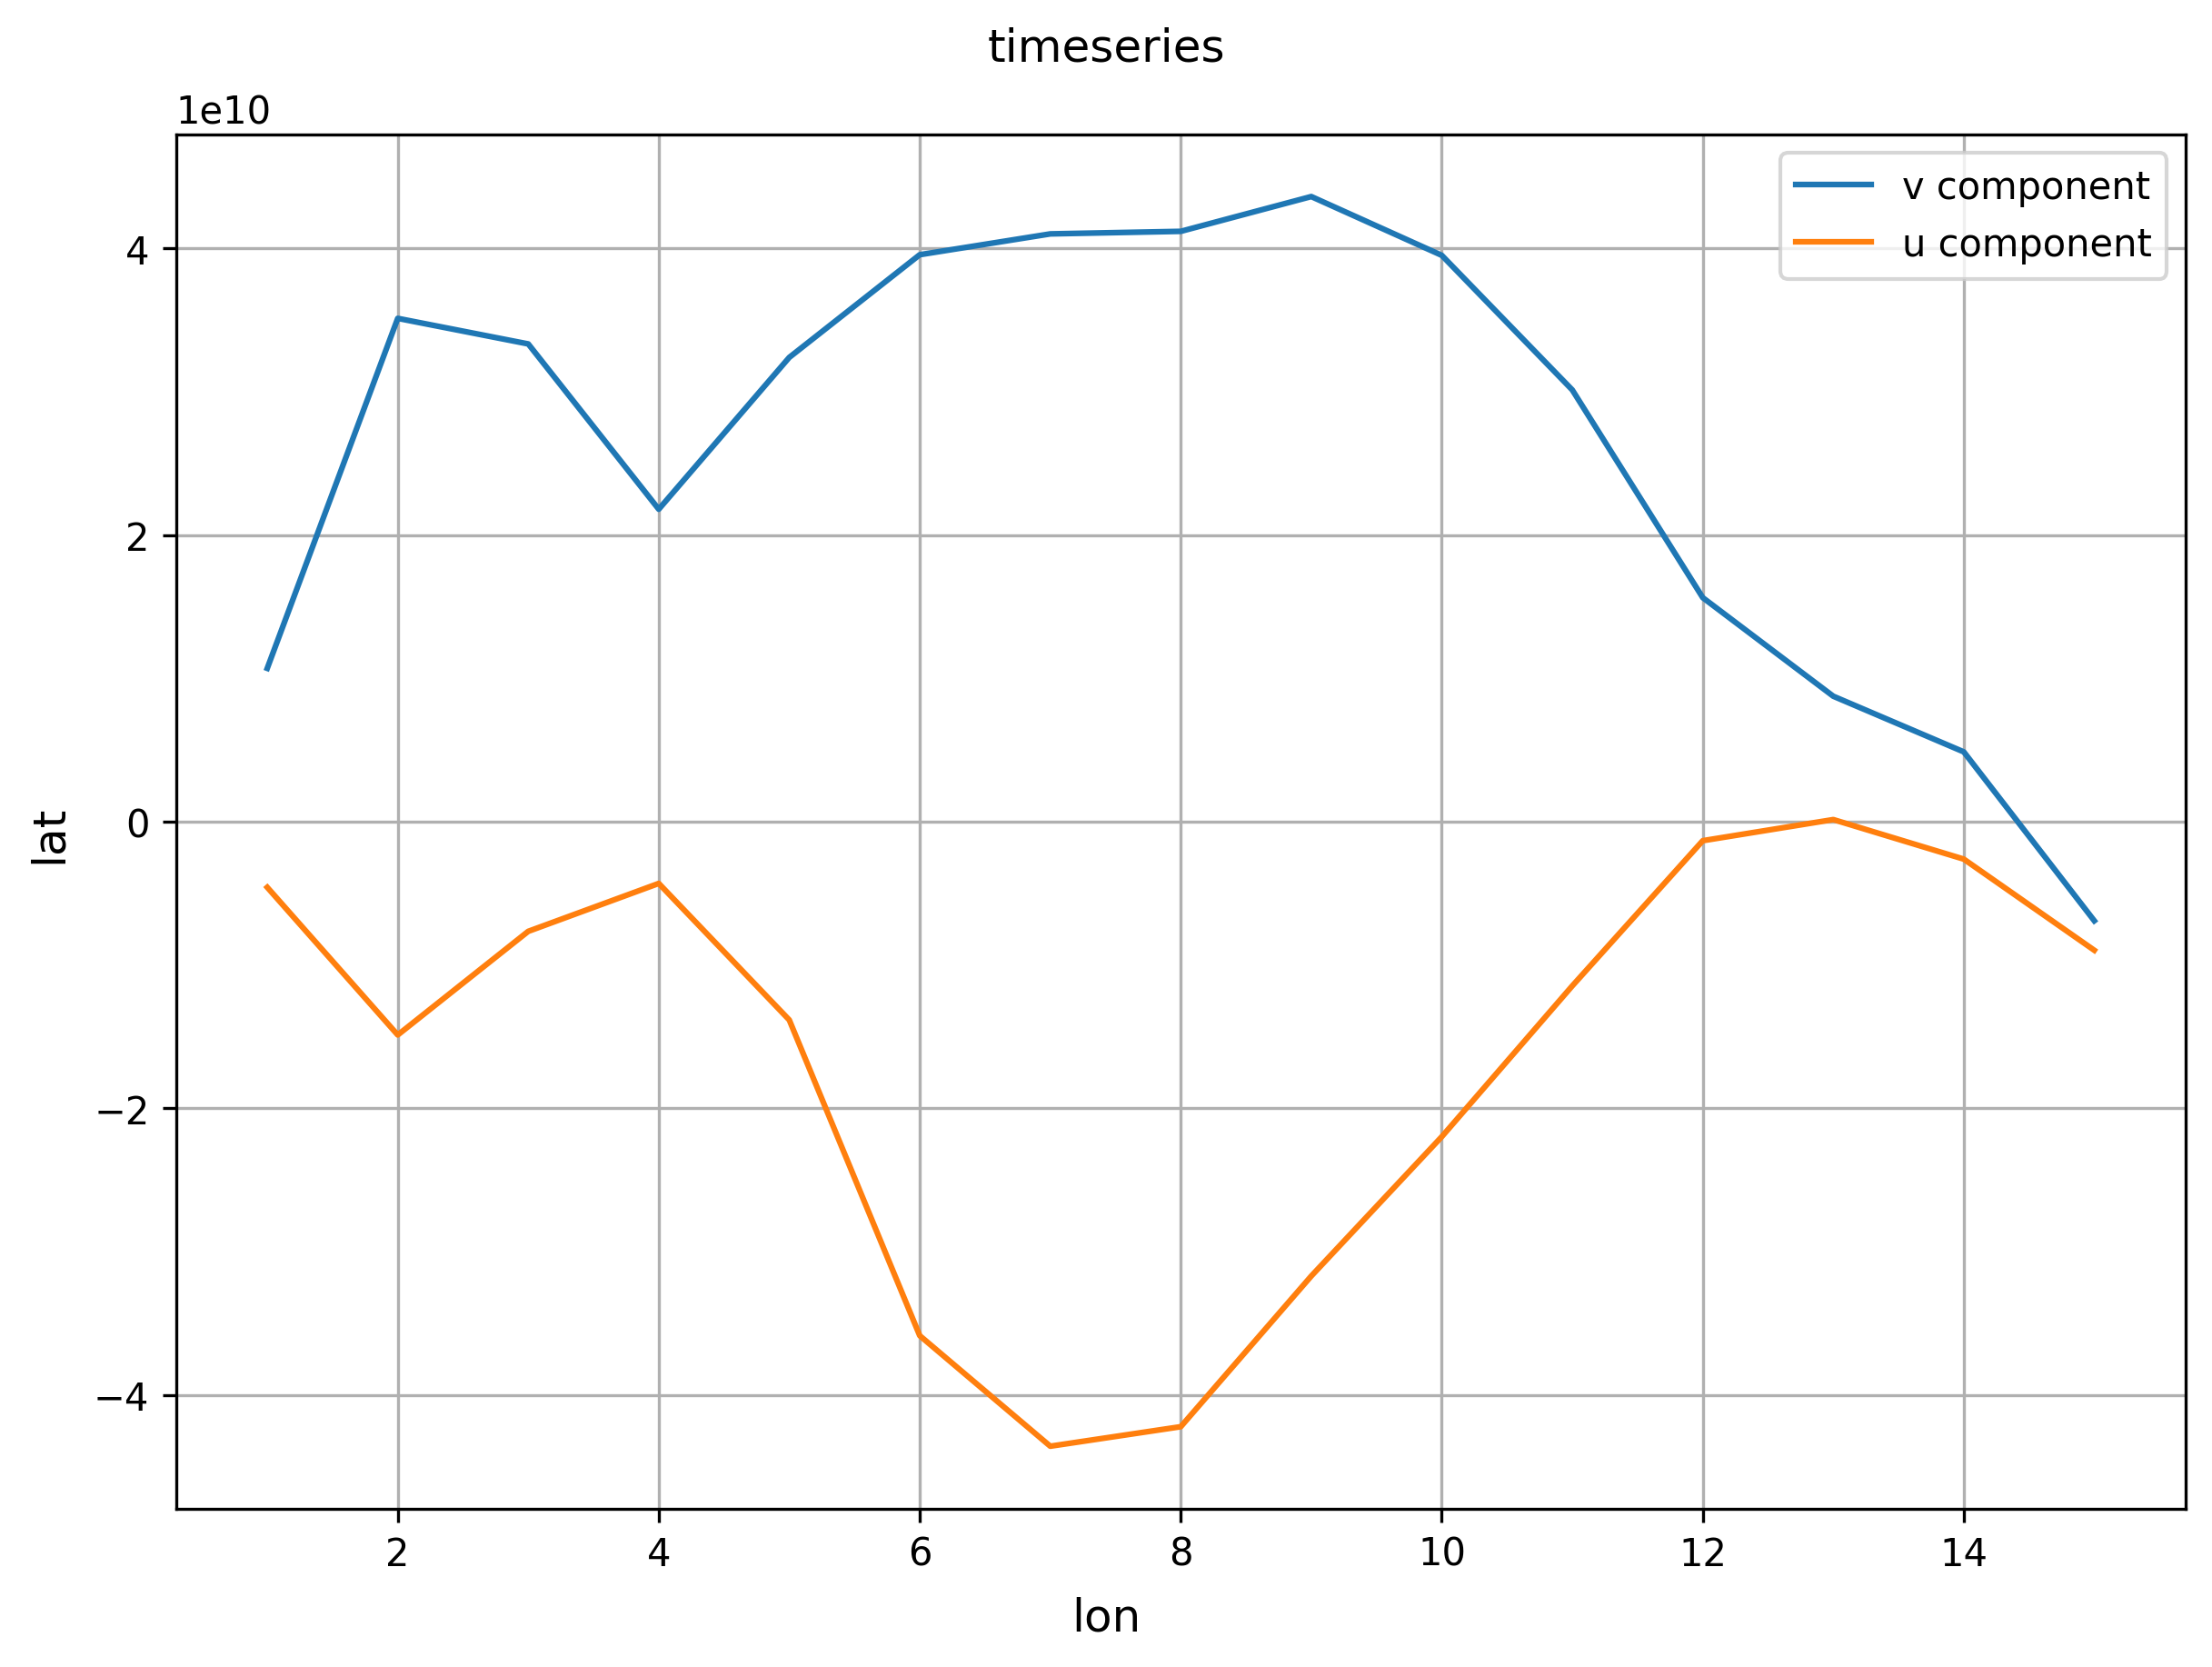 timeseries
1e10
v component
u component
4
2
0
−2
−4
lat
2 4 6 8 10 12 14
lon